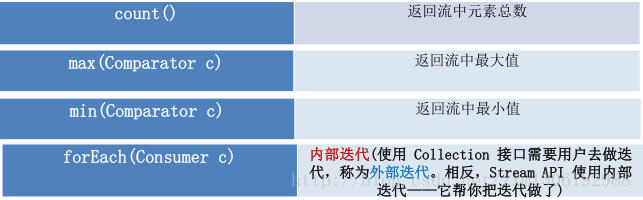 count() 返回流中元素总数
max(Comparator c) 返回流中最大值
min(Comparator c) 返回流中最小值
forEach(Consumer c) 内部迭代(使用 Collection 接口需要用户去做迭
代，称为外部迭代。相反，Stream API 使用内部
迭代——它帮你把迭代做了)